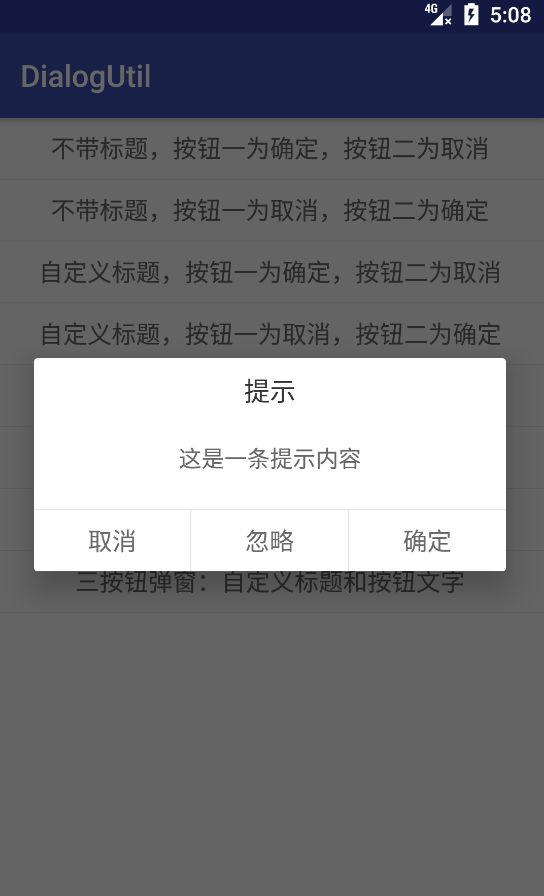 4G 5:08
DialogUtil
不带标题，按钮一为确定，按钮二为取消
不带标题，按钮一为取消，按钮二为确定
自定义标题，按钮一为确定，按钮二为取消
自定义标题，按钮一为取消，按钮二为确定
提示
这是一条提示内容
取消 忽略 确定
三按钮弹窗：自定义标题和按钮文字